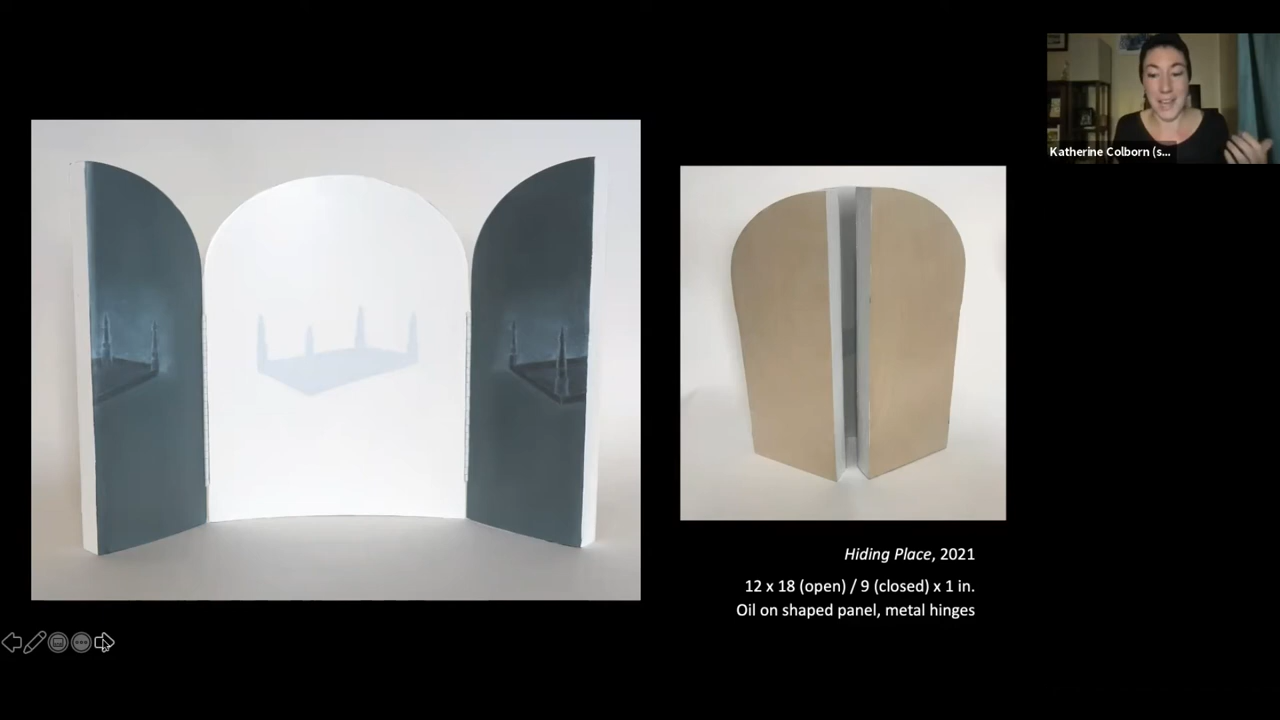 Katherine Colborn (s...
Hiding Place, 2021
12 x 18 (open) / 9 (closed) x 1 in.
Oil on shaped panel, metal hinges